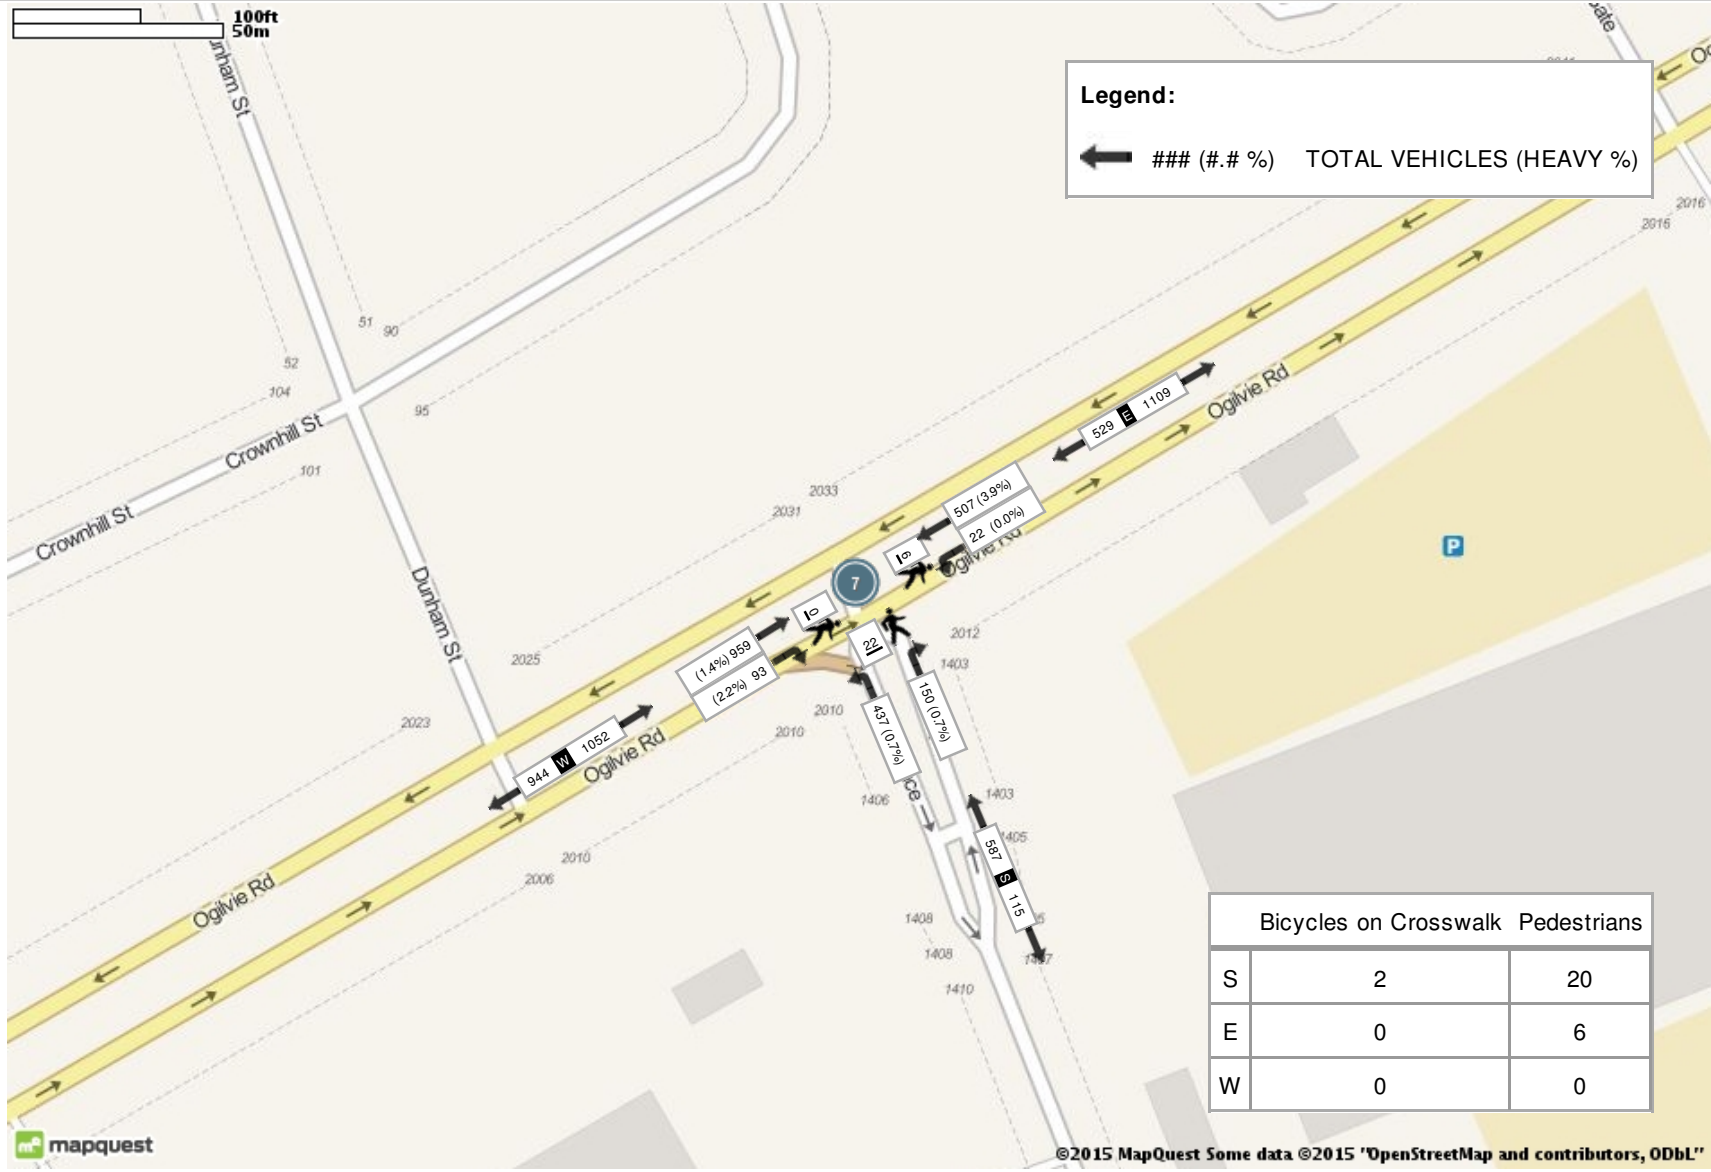 100ft
50m
Dunham St
ate
Legend:
### (#.# %) TOTAL VEHICLES (HEAVY %)
2016
2016
51
90
52
104
95
Crownhill St
101
Crownhill St
Dunham St
529 E 1109
Ogilvie Rd
2033
2031
507 (3.9%)
22 (0.0%)
Ogilvie Rd
6
7
P
0
22
2012
1403
2025
(1.4%) 959
(2.2%) 93
2010
2010
150 (0.7%)
437 (0.7%)
2023
944 W 1052
Ogilvie Rd
ce
1406
1403
1405
587 S 115
2010
2006
Ogilvie Rd
1408
1408
1410
Bicycles on Crosswalk Pedestrians
S 2 20
E 0 6
W 0 0
mapquest
©2015 MapQuest Some data ©2015 "OpenStreetMap and contributors, ODbL"